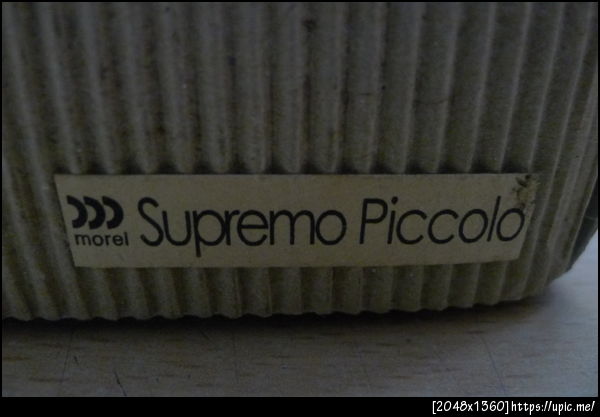 Supremo Piccolo
morel
[2048x1360]https://upic.me/